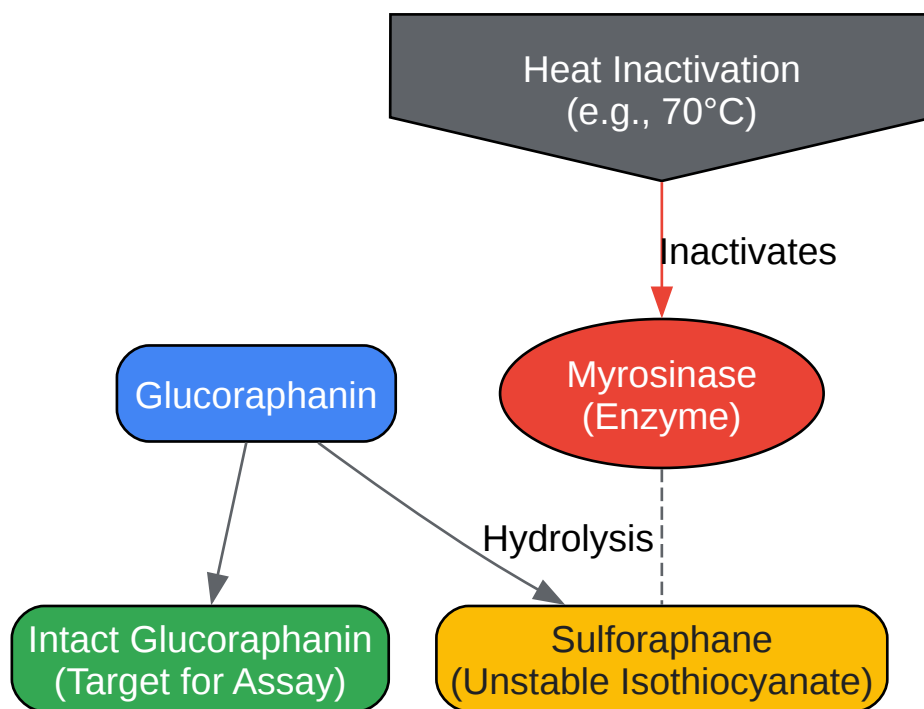 Heat Inactivation
(e.g., 70°C)
Inactivates
Myrosinase
(Enzyme)
Glucoraphanin
Hydrolysis
Intact Glucoraphanin
(Target for Assay)
Sulforaphane
(Unstable Isothiocyanate)